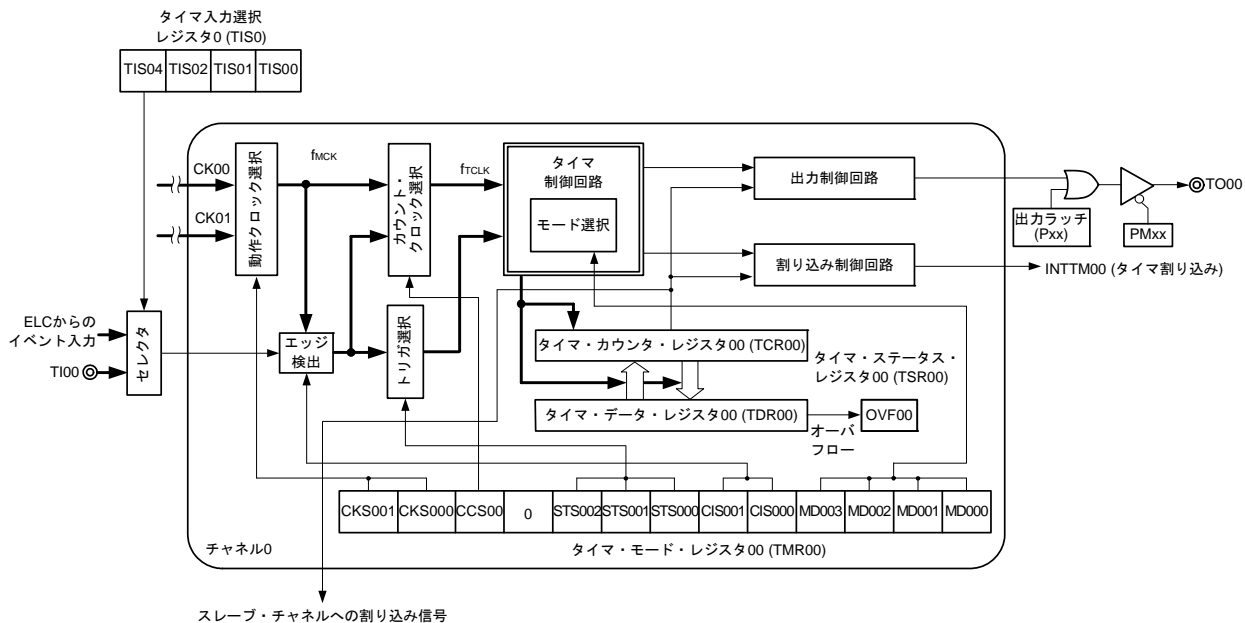 タイマ入力選択
レジスタ0 (TIS0)
TIS04 TIS02 TIS01 TIS00
CK00
CK01
動作クロック選択
fMCK
カウント・
クロック選択
fTCLK
タイマ
制御回路
モード選択
出力制御回路
出力ラッチ
(Pxx)
PMxx
TO00
割り込み制御回路
INTTM00 (タイマ割り込み)
ELCからの
イベント入力
TI00
セレクタ
エッジ
検出
トリガ選択
タイマ・カウンタ・レジスタ00 (TCR00)
タイマ・ステータス・
レジスタ00 (TSR00)
タイマ・データ・レジスタ00 (TDR00)
オーバ
フロー
OVF00
CKS001 CKS000 CCS00 0 STS002 STS001 STS000 CIS001 CIS000 MD003 MD002 MD001 MD000
チャネル0
タイマ・モード・レジスタ00 (TMR00)
スレーブ・チャネルへの割り込み信号